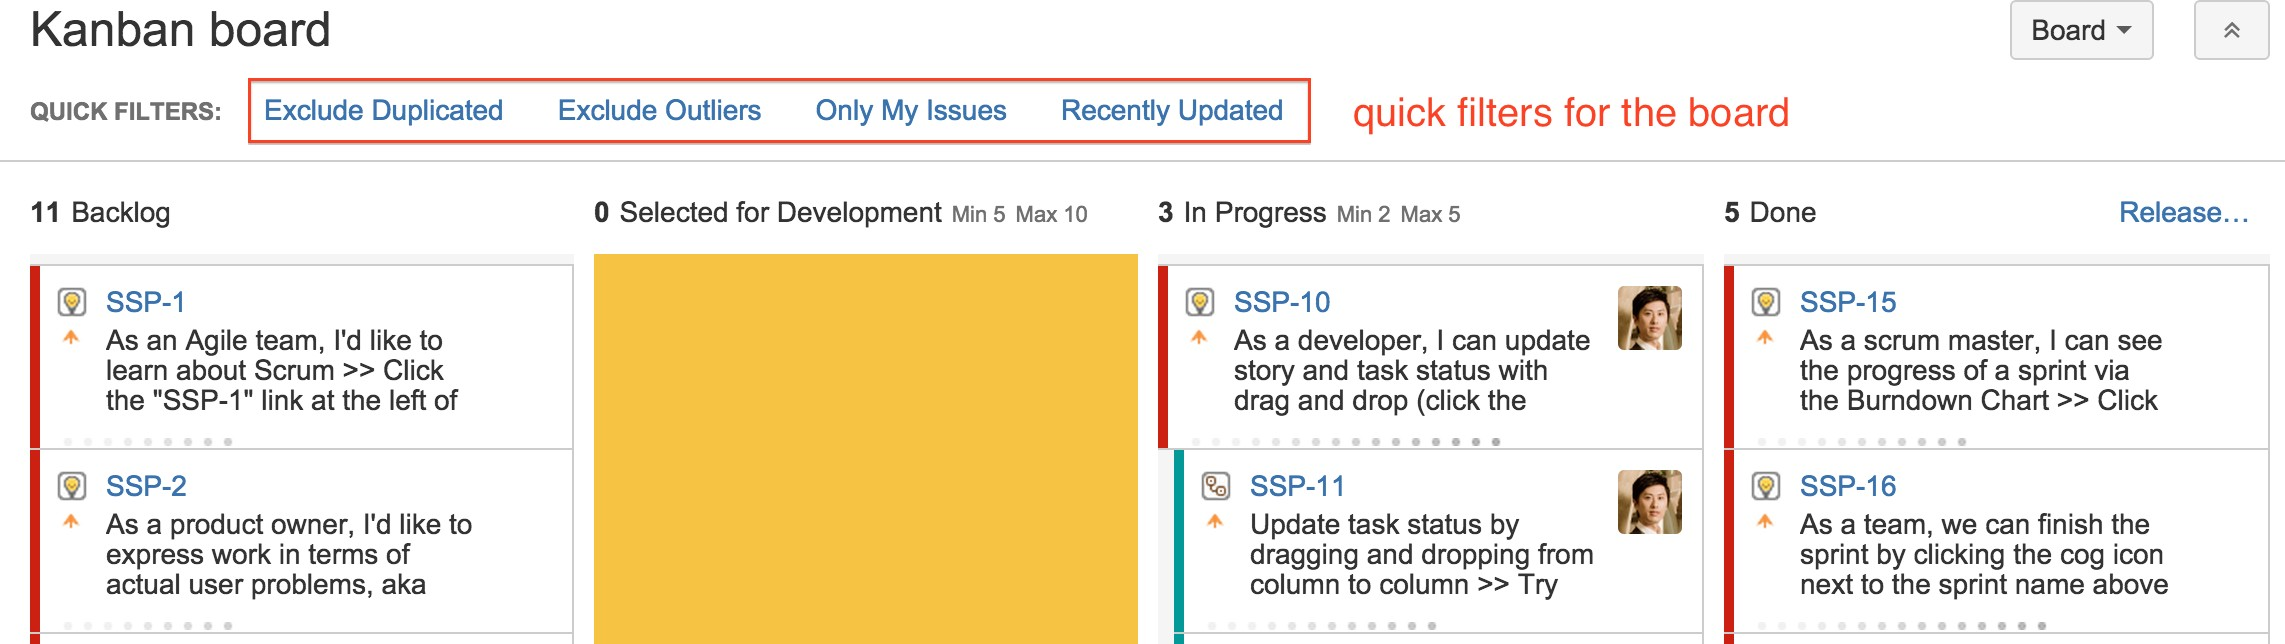 Kanban board
Board
QUICK FILTERS: Exclude Duplicated Exclude Outliers Only My Issues Recently Updated quick filters for the board
11 Backlog
0 Selected for Development Min 5 Max 10
3 In Progress Min 2 Max 5
5 Done Release…
SSP-1
As an Agile team, I'd like to
learn about Scrum >> Click
the "SSP-1" link at the left of
SSP-2
As a product owner, I'd like to
express work in terms of
actual user problems, aka
SSP-10
As a developer, I can update
story and task status with
drag and drop (click the
SSP-11
Update task status by
dragging and dropping from
column to column >> Try
SSP-15
As a scrum master, I can see
the progress of a sprint via
the Burndown Chart >> Click
SSP-16
As a team, we can finish the
sprint by clicking the cog icon
next to the sprint name above